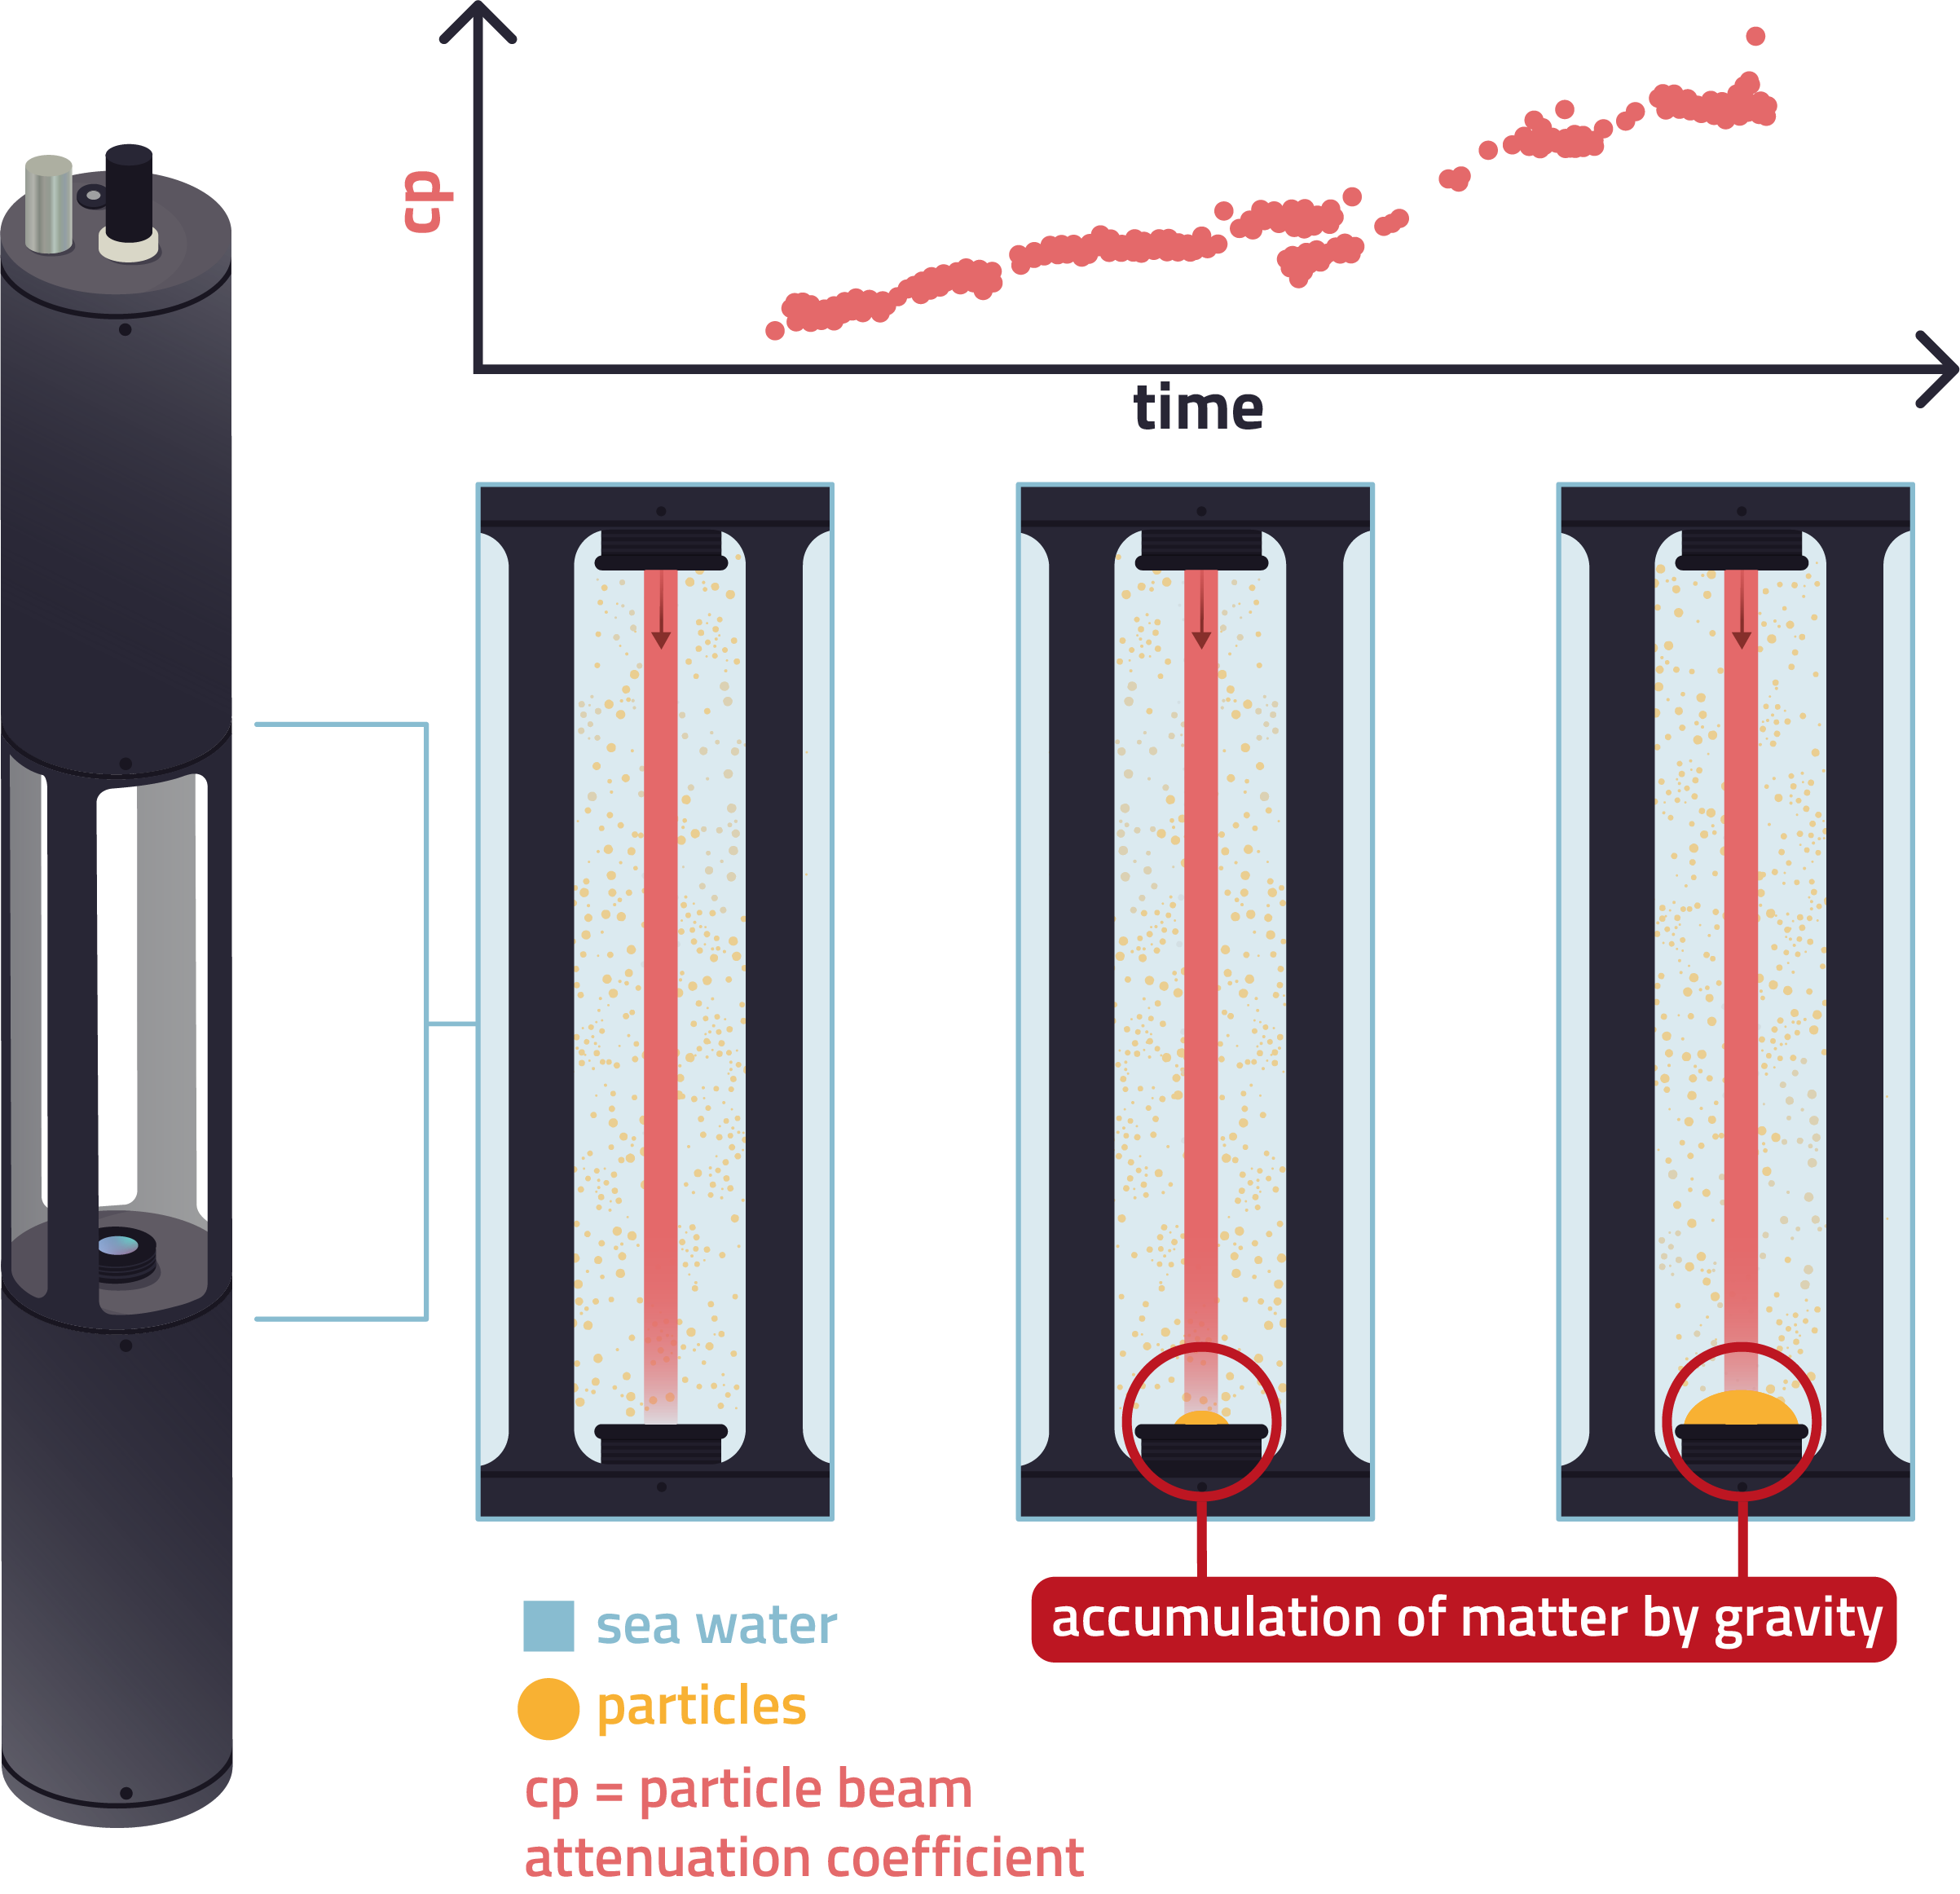 cp
time
accumulation of matter by gravity
sea water
particles
cp = particle beam
attenuation coefficient